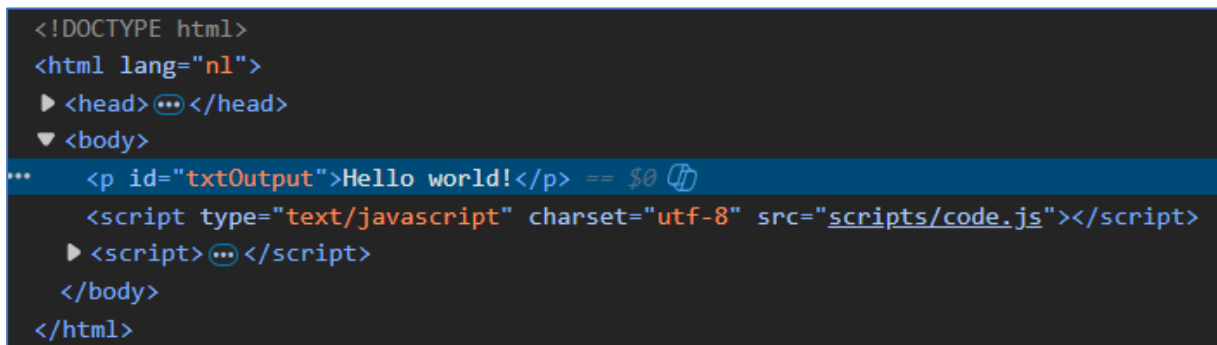 <!DOCTYPE html>
<html lang="nl">
<head>…</head>
<body>
… <p id="txtOutput">Hello world!</p> == $0
<script type="text/javascript" charset="utf-8" src="scripts/code.js"></script>
<script>…</script>
</body>
</html>